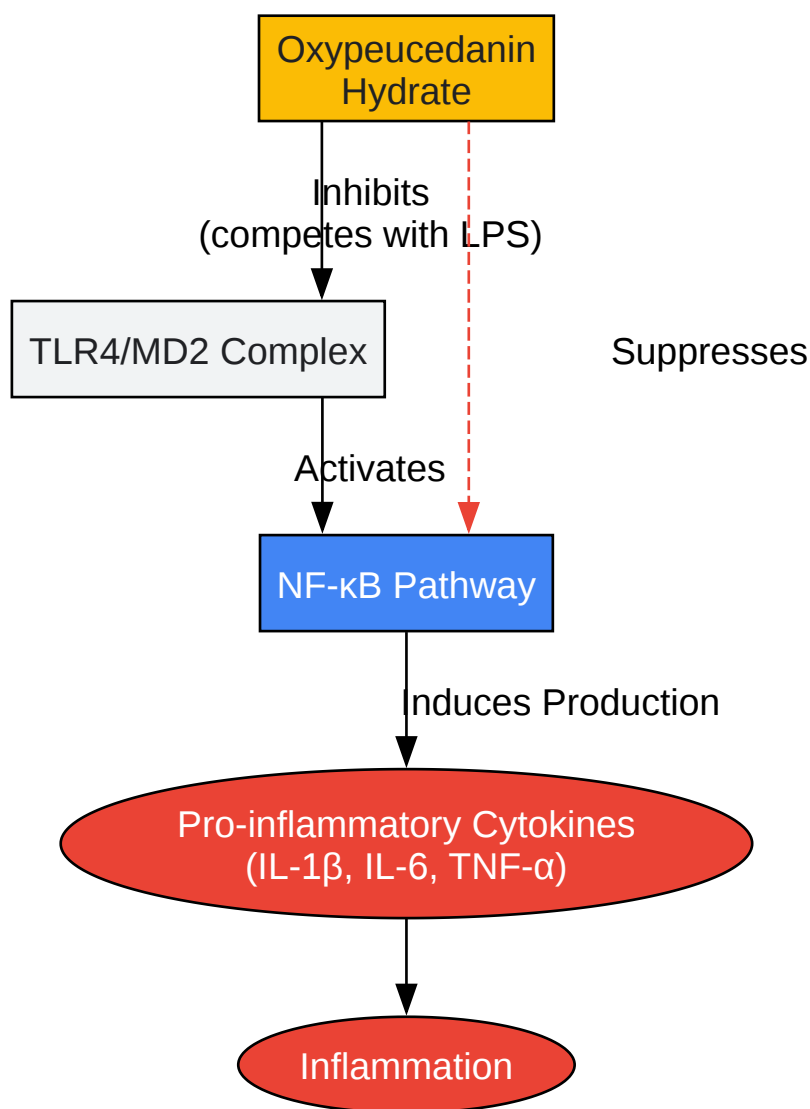 Oxypeucedanin
Hydrate
Inhibits
(competes with LPS)
TLR4/MD2 Complex
Suppresses
Activates
NF-κB Pathway
Induces Production
Pro-inflammatory Cytokines
(IL-1β, IL-6, TNF-α)
Inflammation